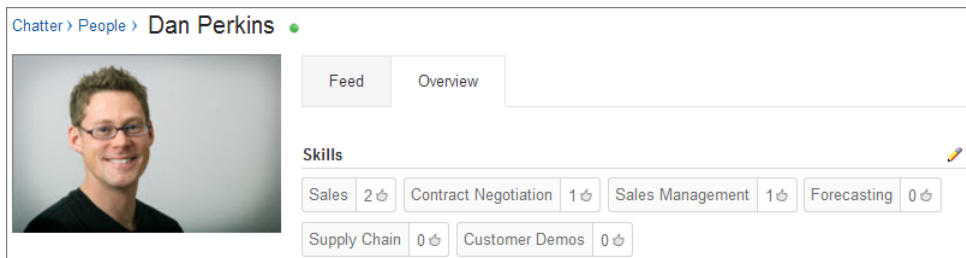 Chatter › People › Dan Perkins
Feed Overview
Skills
Sales 2 Contract Negotiation 1 Sales Management 1 Forecasting 0
Supply Chain 0 Customer Demos 0